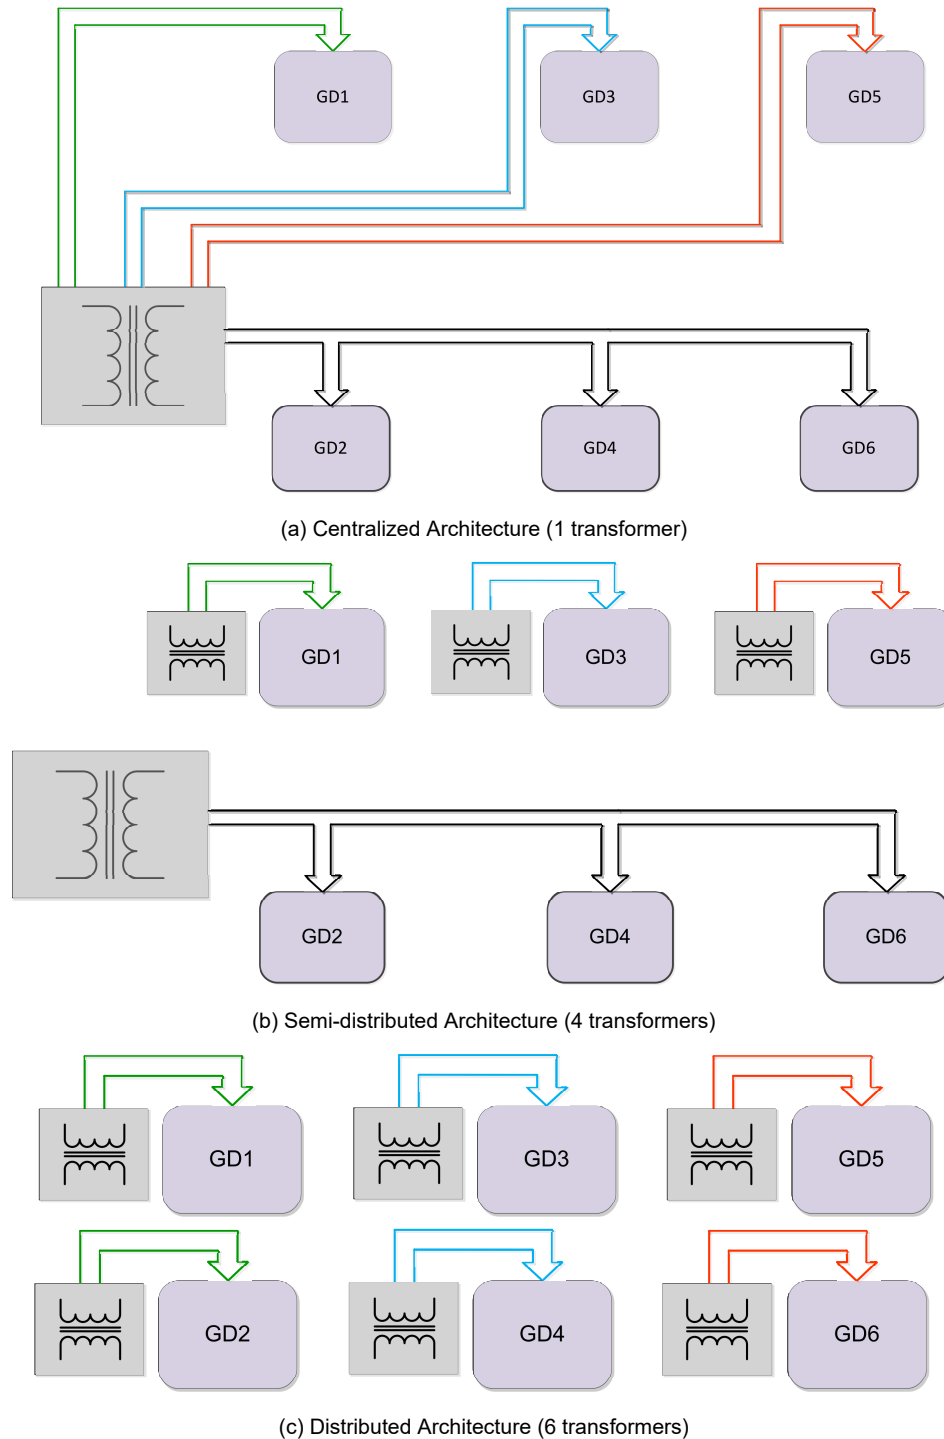 GD1
GD3
GD5
GD2
GD4
GD6
(a) Centralized Architecture (1 transformer)
GD1
GD3
GD5
GD2
GD4
GD6
(b) Semi-distributed Architecture (4 transformers)
GD1
GD3
GD5
GD2
GD4
GD6
(c) Distributed Architecture (6 transformers)